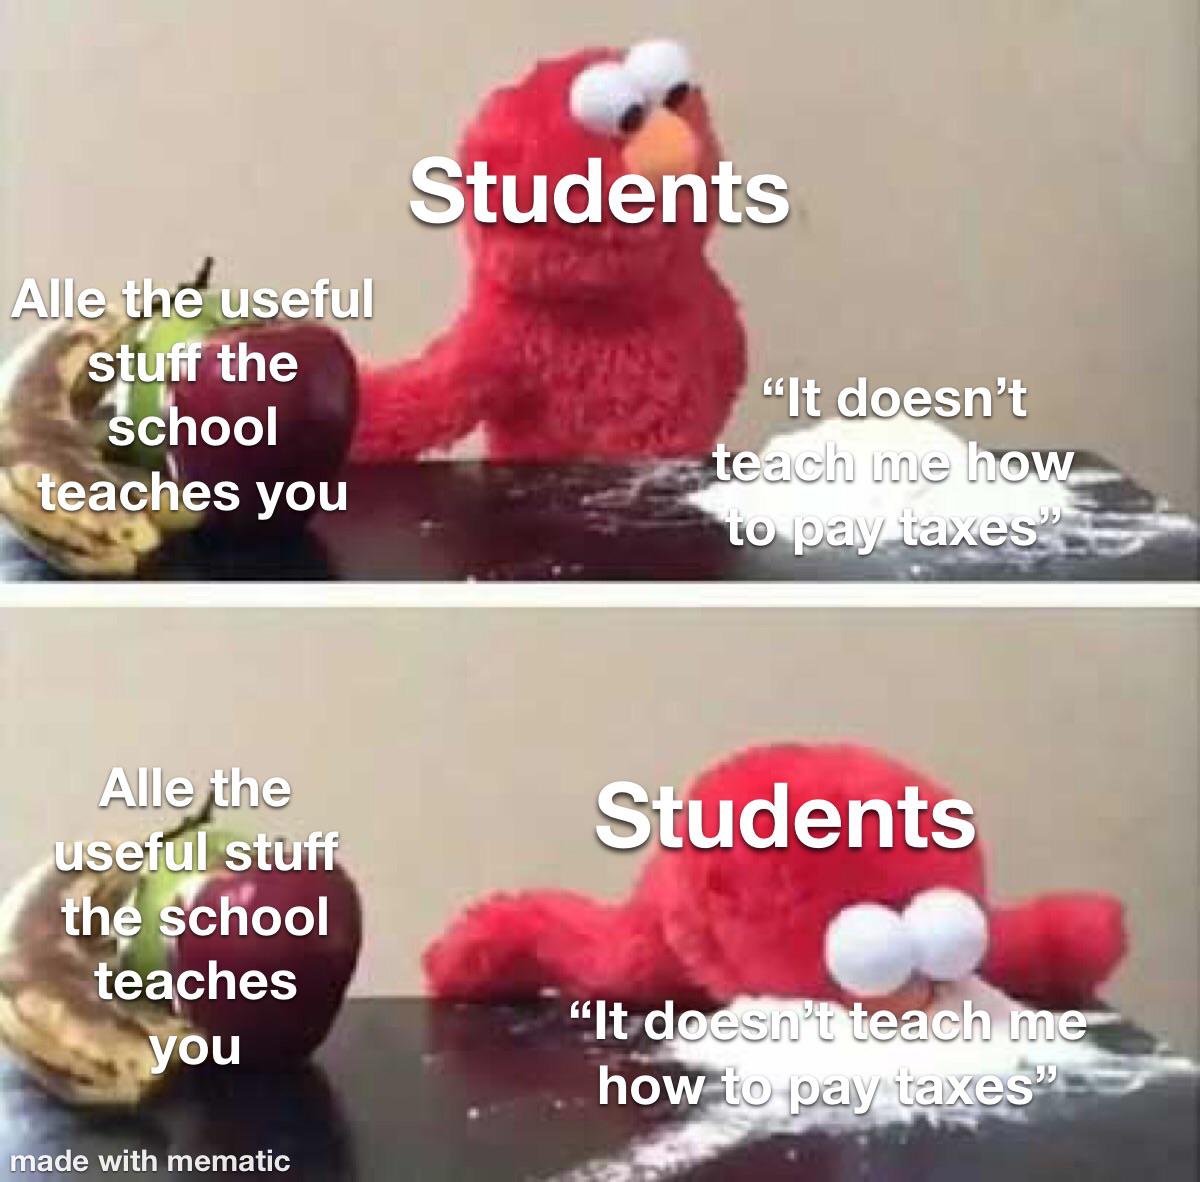 Students
Alle the useful
stuff the
school
teaches you
“It doesn’t
teach me how
to pay taxes”
Alle the
useful stuff
the school
teaches
you
Students
“It doesn’t teach me
how to pay taxes”
made with mematic